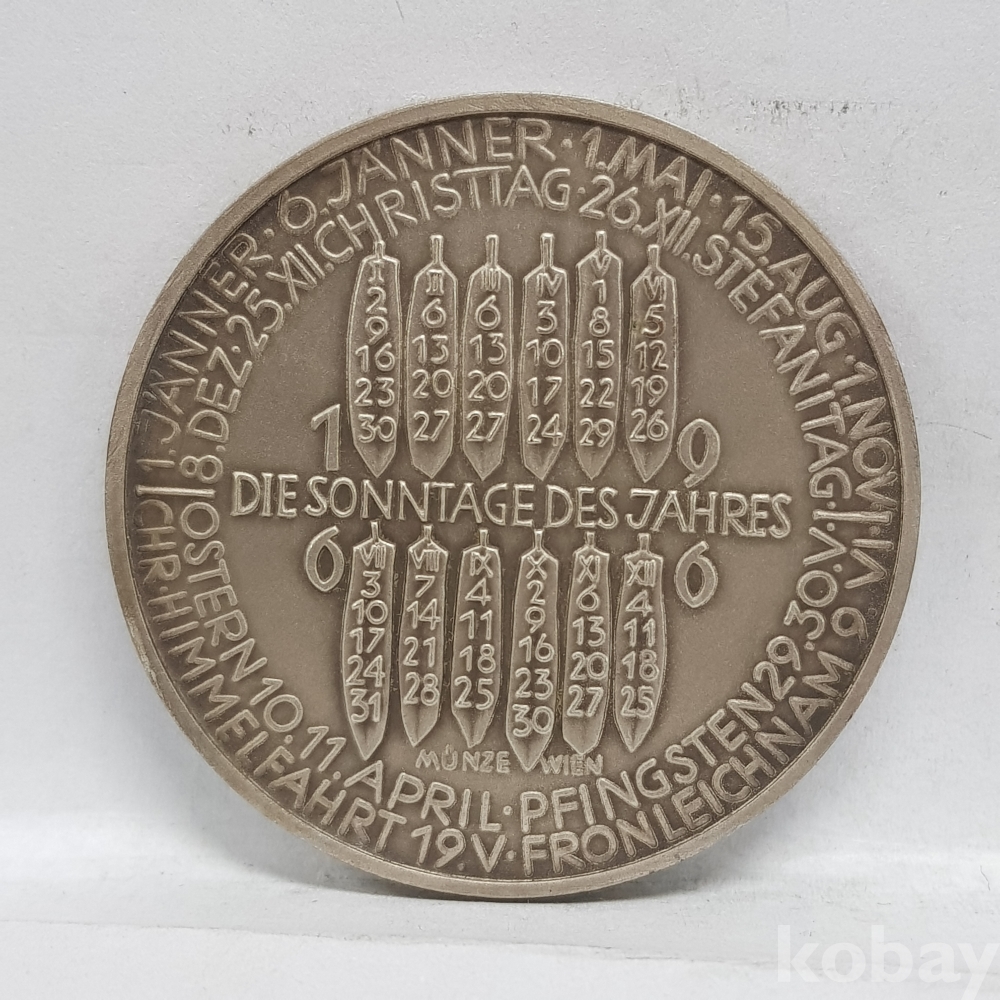 1.JÄNNER·6.JÄNNER·1.MAI·15.AUG·1.NOV.
8.DEZ·25.XII.CHRISTTAG·26.XII.STEFANITAG
I 2 9 16 23 30
II 6 13 20 27
III 6 13 20 27
IV 3 10 17 24
V 1 8 15 22 29
VI 5 12 19 26
1 9
DIE SONNTAGE DES JAHRES
6 6
VII 3 10 17 24 31
VIII 7 14 21 28
IX 4 11 18 25
X 2 9 16 23 30
XI 6 13 20 27
XII 4 11 18 25
MÜNZE WIEN
OSTERN 10.11.APRIL·PFINGSTEN 29.30.V.
CHR·HIMMELFAHRT 19.V·FRONLEICHNAM 9.VI.
kobay